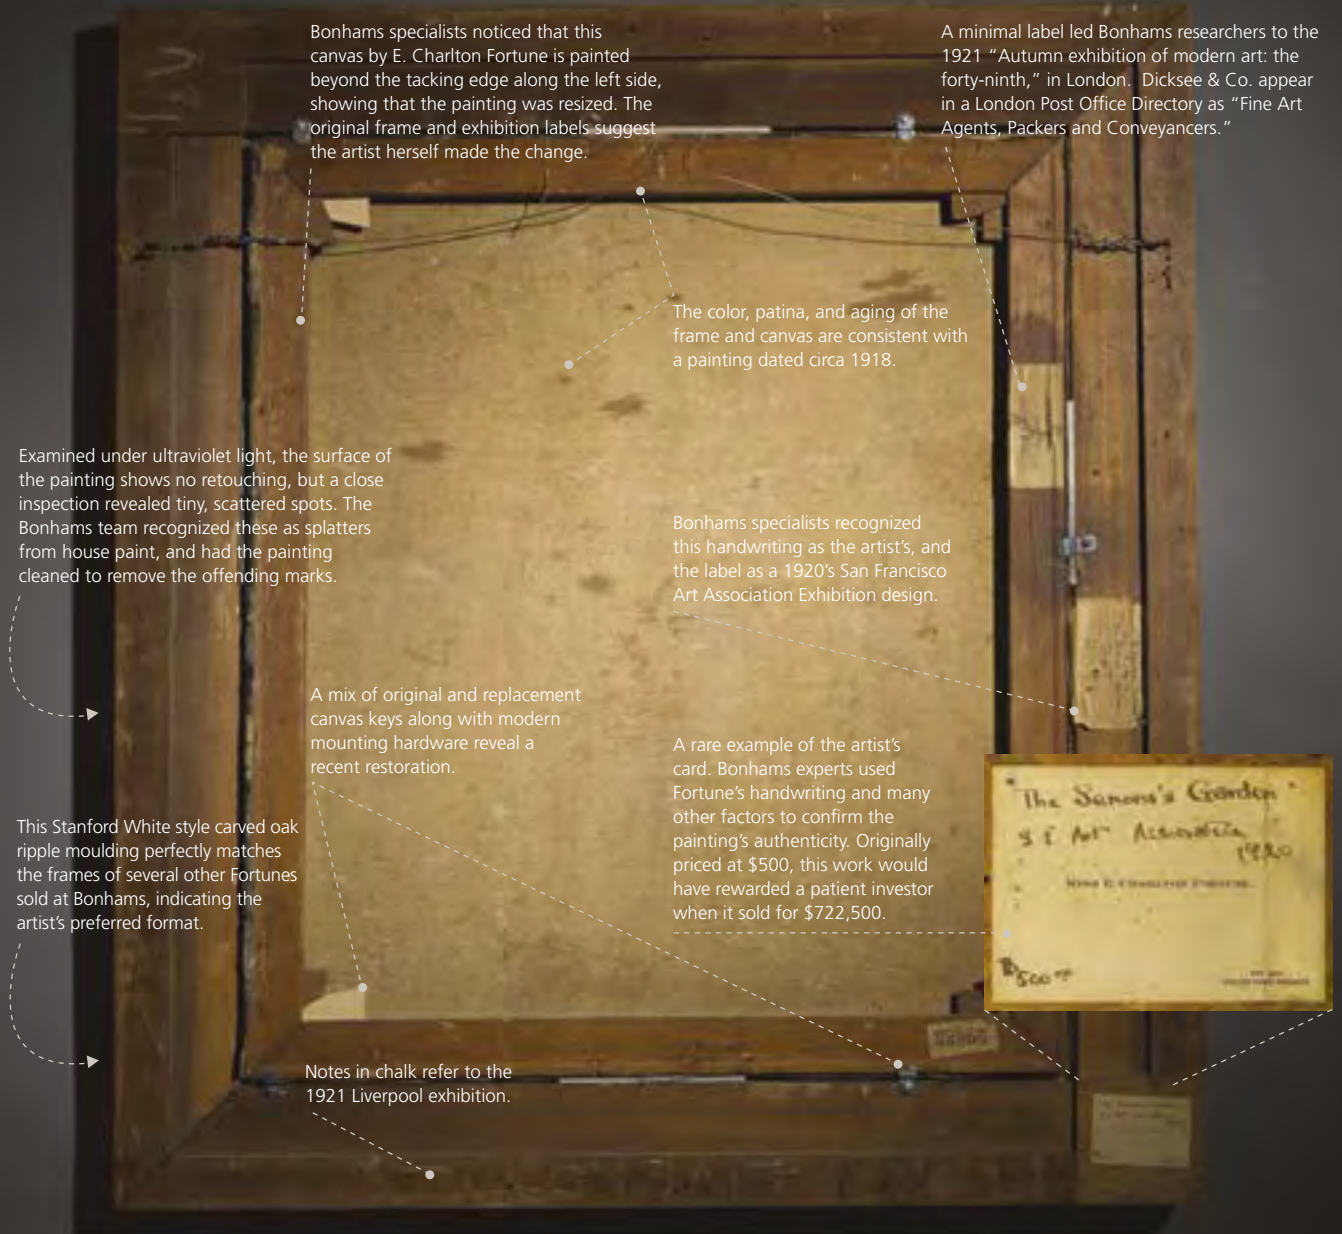 Bonhams specialists noticed that this
canvas by E. Charlton Fortune is painted
beyond the tacking edge along the left side,
showing that the painting was resized. The
original frame and exhibition labels suggest
the artist herself made the change.
A minimal label led Bonhams researchers to the
1921 “Autumn exhibition of modern art: the
forty-ninth,” in London. Dicksee & Co. appear
in a London Post Office Directory as “Fine Art
Agents, Packers and Conveyancers.”
The color, patina, and aging of the
frame and canvas are consistent with
a painting dated circa 1918.
Examined under ultraviolet light, the surface of
the painting shows no retouching, but a close
inspection revealed tiny, scattered spots. The
Bonhams team recognized these as splatters
from house paint, and had the painting
cleaned to remove the offending marks.
Bonhams specialists recognized
this handwriting as the artist’s, and
the label as a 1920’s San Francisco
Art Association Exhibition design.
A mix of original and replacement
canvas keys along with modern
mounting hardware reveal a
recent restoration.
A rare example of the artist’s
card. Bonhams experts used
Fortune’s handwriting and many
other factors to confirm the
painting’s authenticity. Originally
priced at $500, this work would
have rewarded a patient investor
when it sold for $722,500.
This Stanford White style carved oak
ripple moulding perfectly matches
the frames of several other Fortunes
sold at Bonhams, indicating the
artist’s preferred format.
Notes in chalk refer to the
1921 Liverpool exhibition.
"The Garden"
S F Art Association
1920
$500